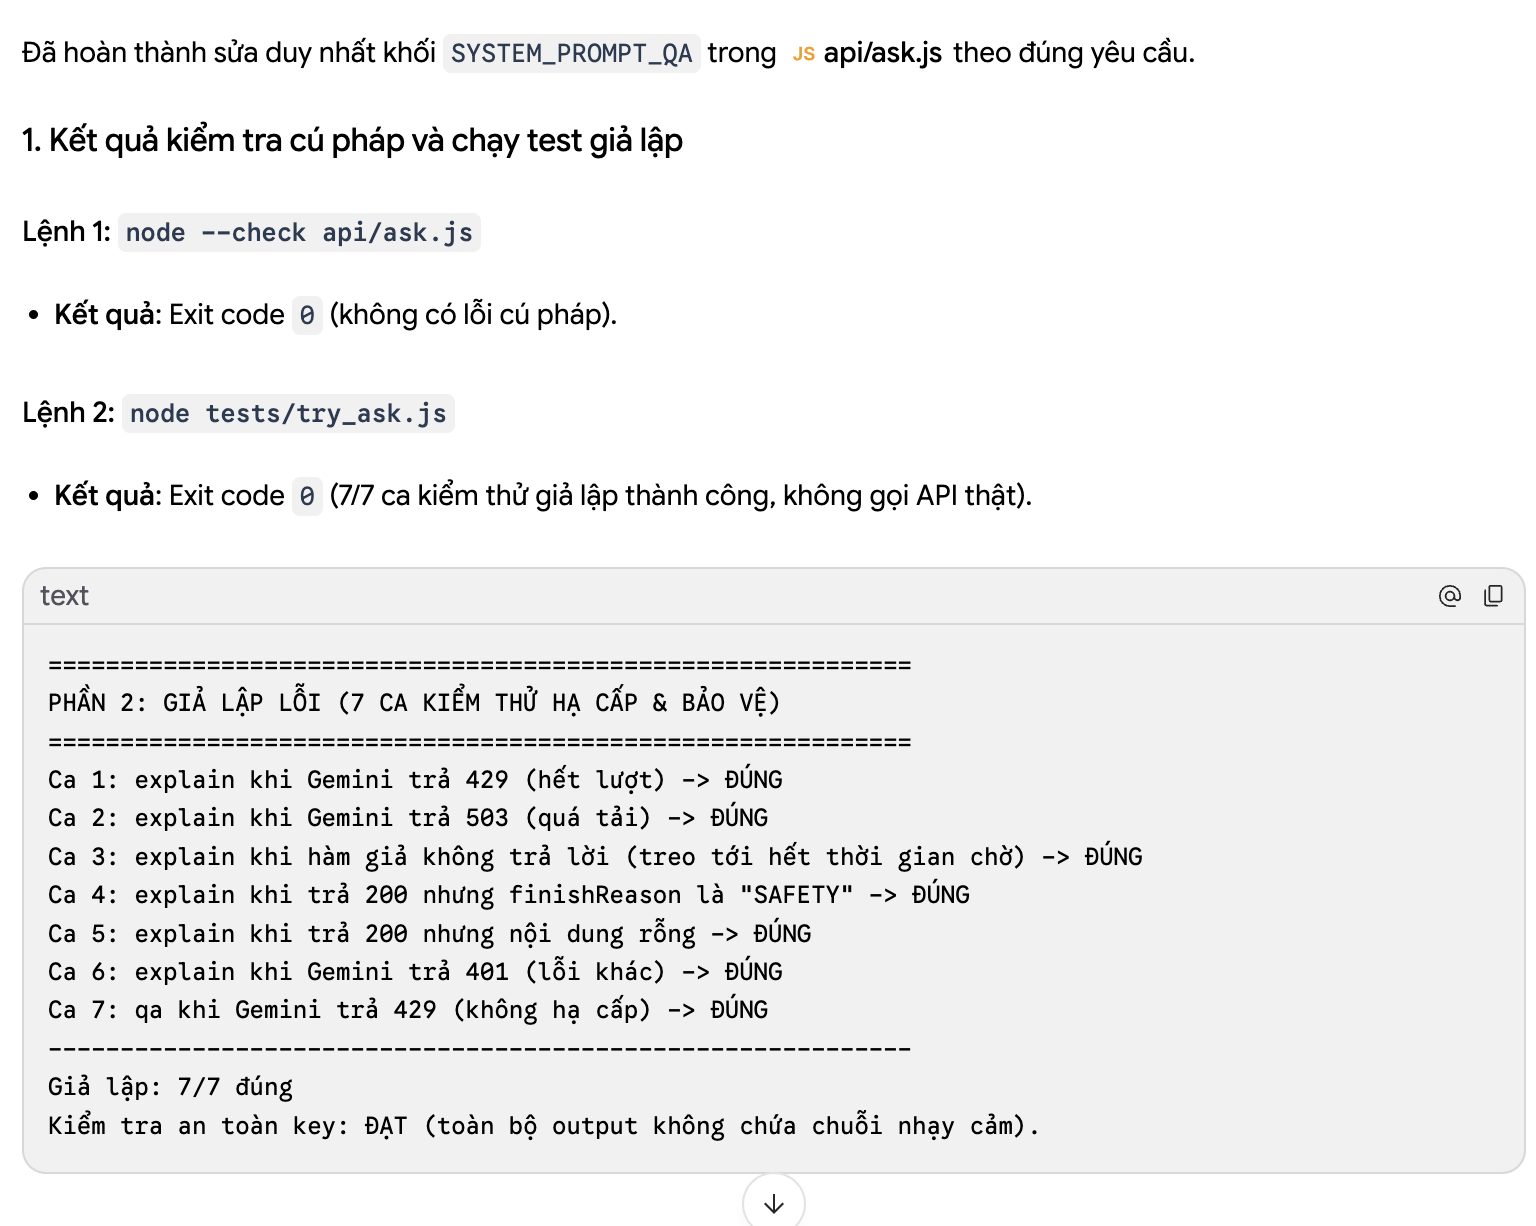 Đã hoàn thành sửa duy nhất khối SYSTEM_PROMPT_QA trong JS api/ask.js theo đúng yêu cầu.
1. Kết quả kiểm tra cú pháp và chạy test giả lập
Lệnh 1: node --check api/ask.js
• Kết quả: Exit code 0 (không có lỗi cú pháp).
Lệnh 2: node tests/try_ask.js
• Kết quả: Exit code 0 (7/7 ca kiểm thử giả lập thành công, không gọi API thật).
text
============================================================
PHẦN 2: GIẢ LẬP LỖI (7 CA KIỂM THỬ HẠ CẤP & BẢO VỆ)
============================================================
Ca 1: explain khi Gemini trả 429 (hết lượt) -> ĐÚNG
Ca 2: explain khi Gemini trả 503 (quá tải) -> ĐÚNG
Ca 3: explain khi hàm giả không trả lời (treo tới hết thời gian chờ) -> ĐÚNG
Ca 4: explain khi trả 200 nhưng finishReason là "SAFETY" -> ĐÚNG
Ca 5: explain khi trả 200 nhưng nội dung rỗng -> ĐÚNG
Ca 6: explain khi Gemini trả 401 (lỗi khác) -> ĐÚNG
Ca 7: qa khi Gemini trả 429 (không hạ cấp) -> ĐÚNG
------------------------------------------------------------
Giả lập: 7/7 đúng
Kiểm tra an toàn key: ĐẠT (toàn bộ output không chứa chuỗi nhạy cảm).